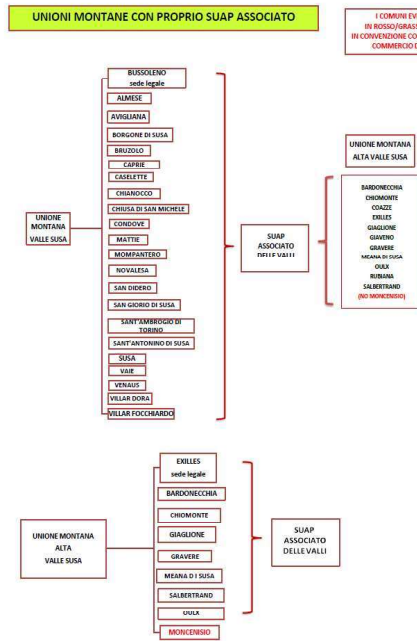 UNIONI MONTANE CON PROPRIO SUAP ASSOCIATO
I COMUNI EV
IN ROSSO/GRASS
IN CONVENZIONE CO
COMMERCIO D
BUSSOLENO
sede legale
ALMESE
AVIGLIANA
BORGONE DI SUSA
BRUZOLO
CAPRIE
CASELETTE
CHIANOCCO
CHIUSA DI SAN MICHELE
CONDOVE
MATTIE
MOMPANTERO
NOVALESA
SAN DIDERO
SAN GIORIO DI SUSA
SANT'AMBROGIO DI
TORINO
SANT'ANTONINO DI SUSA
SUSA
VAIE
VENAUS
VILLAR DORA
VILLAR FOCCHIARDO
UNIONE
MONTANA
VALLE SUSA
SUAP
ASSOCIATO
DELLE VALLI
UNIONE MONTANA
ALTA VALLE SUSA
BARDONECCHIA
CHIOMONTE
COAZZE
EXILLES
GIAGLIONE
GIAVENO
GRAVERE
MEANA DI SUSA
OULX
RUBIANA
SALBERTRAND
(NO MONCENISIO)
EXILLES
sede legale
BARDONECCHIA
CHIOMONTE
GIAGLIONE
GRAVERE
MEANA D I SUSA
SALBERTRAND
OULX
MONCENISIO
UNIONE MONTANA
ALTA
VALLE SUSA
SUAP
ASSOCIATO
DELLE VALLI